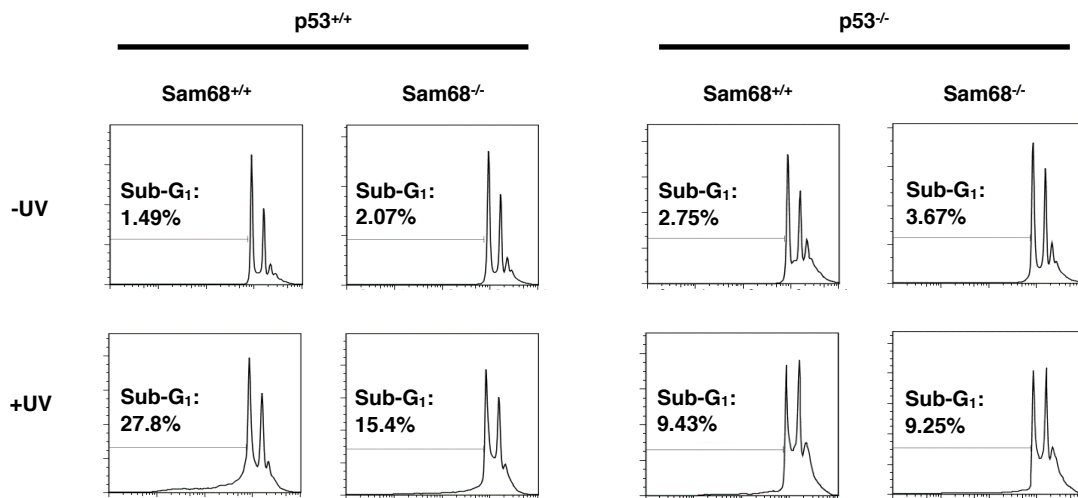 p53+/+ p53-/-
Sam68+/+ Sam68-/- Sam68+/+ Sam68-/-
-UV
Sub-G1:
1.49%
Sub-G1:
2.07%
Sub-G1:
2.75%
Sub-G1:
3.67%
+UV
Sub-G1:
27.8%
Sub-G1:
15.4%
Sub-G1:
9.43%
Sub-G1:
9.25%